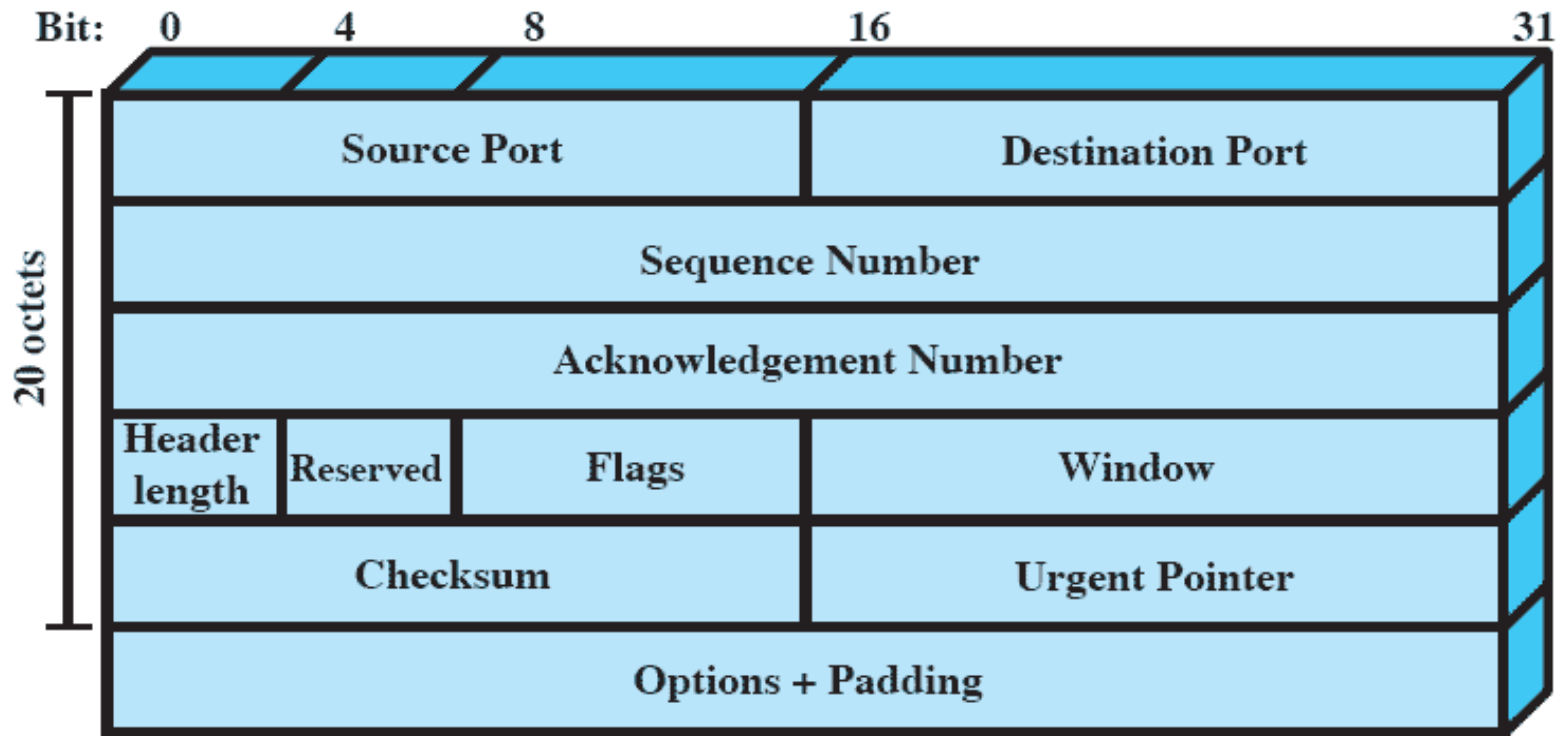 Bit: 0 4 8 16 31
20 octets
Source Port Destination Port
Sequence Number
Acknowledgement Number
Header length Reserved Flags Window
Checksum Urgent Pointer
Options + Padding